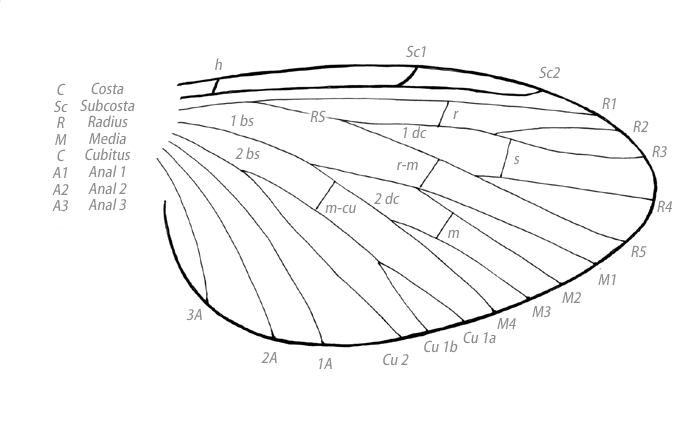 h
Sc1
Sc2
C Costa
Sc Subcosta
R Radius
M Media
C Cubitus
A1 Anal 1
A2 Anal 2
A3 Anal 3
R1
R2
R3
R4
R5
1 bs
RS
r
1 dc
2 bs
r-m
s
2 dc
m-cu
m
M1
M2
M3
M4
Cu 1a
Cu 1b
Cu 2
1A
2A
3A